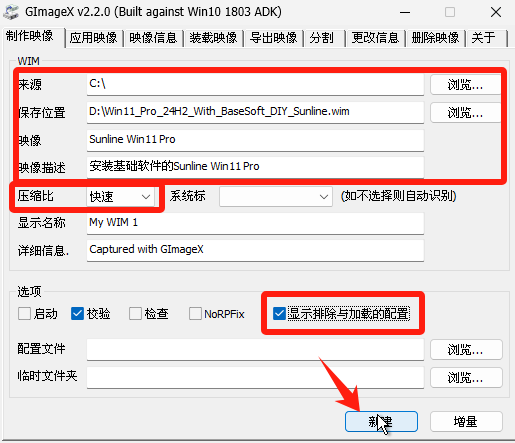 GImageX v2.2.0 (Built against Win10 1803 ADK)
制作映像 应用映像 映像信息 装载映像 导出映像 分割 更改信息 删除映像 关于
WIM
来源 C:\ 浏览...
保存位置 D:\Win11_Pro_24H2_With_BaseSoft_DIY_Sunline.wim 浏览...
映像 Sunline Win11 Pro
映像描述 安装基础软件的Sunline Win11 Pro
压缩比 快速 系统标 (如不选择则自动识别)
显示名称 My WIM 1
详细信息. Captured with GImageX
选项
启动 校验 检查 NoRPFix 显示排除与加载的配置
配置文件 浏览...
临时文件夹 浏览...
新建 增量